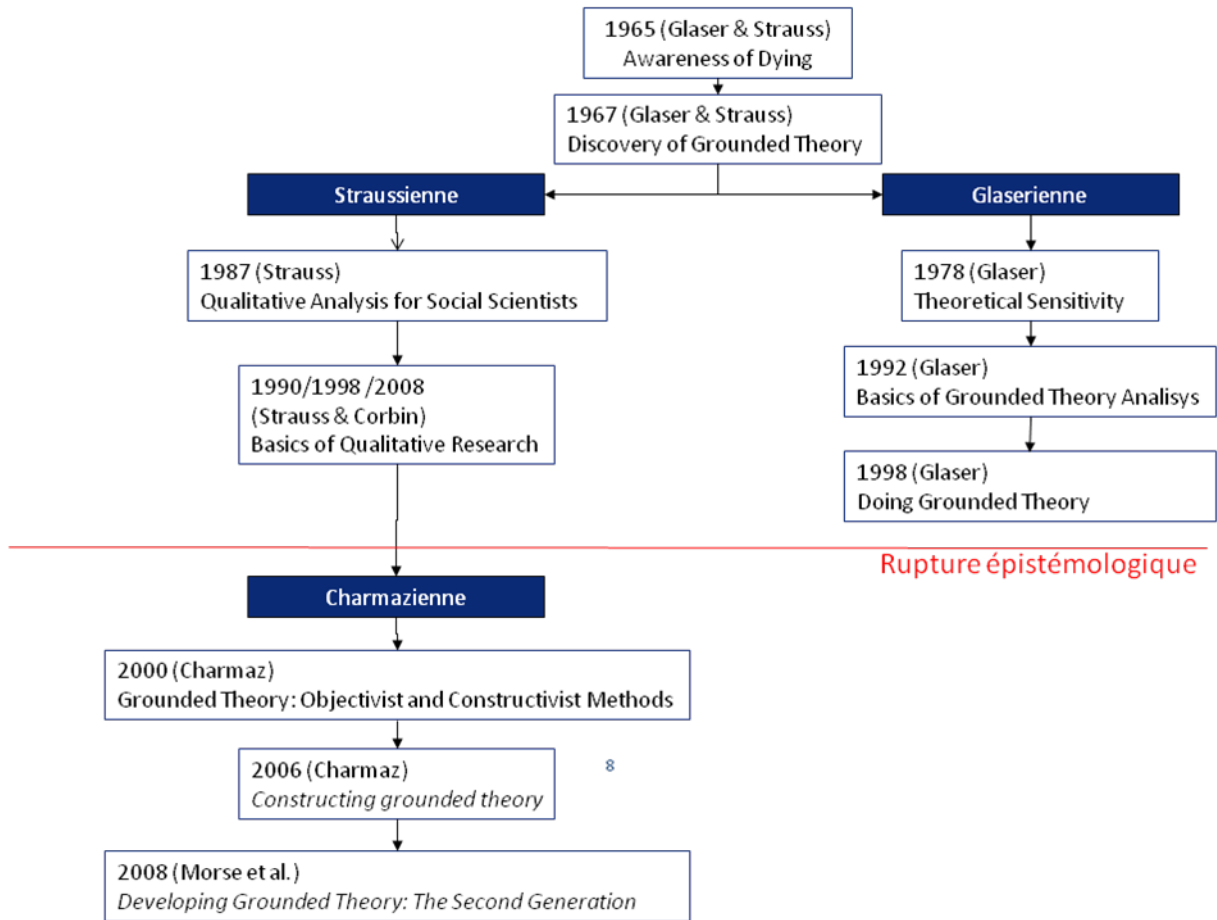 1965 (Glaser & Strauss)
Awareness of Dying
1967 (Glaser & Strauss)
Discovery of Grounded Theory
Straussienne
Glaserienne
1987 (Strauss)
Qualitative Analysis for Social Scientists
1978 (Glaser)
Theoretical Sensitivity
1990/1998 /2008
(Strauss & Corbin)
Basics of Qualitative Research
1992 (Glaser)
Basics of Grounded Theory Analisys
1998 (Glaser)
Doing Grounded Theory
Rupture épistémologique
Charmazienne
2000 (Charmaz)
Grounded Theory: Objectivist and Constructivist Methods
2006 (Charmaz)
Constructing grounded theory
8
2008 (Morse et al.)
Developing Grounded Theory: The Second Generation